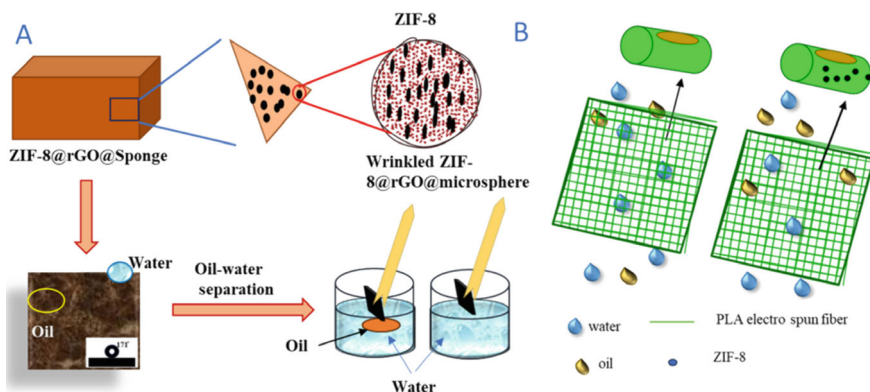 A
ZIF-8
ZIF-8@rGO@Sponge
Wrinkled ZIF-
8@rGO@microsphere
Water
Oil
171°
Oil-water
separation
Oil
Water
B
water
PLA electro spun fiber
oil
ZIF-8